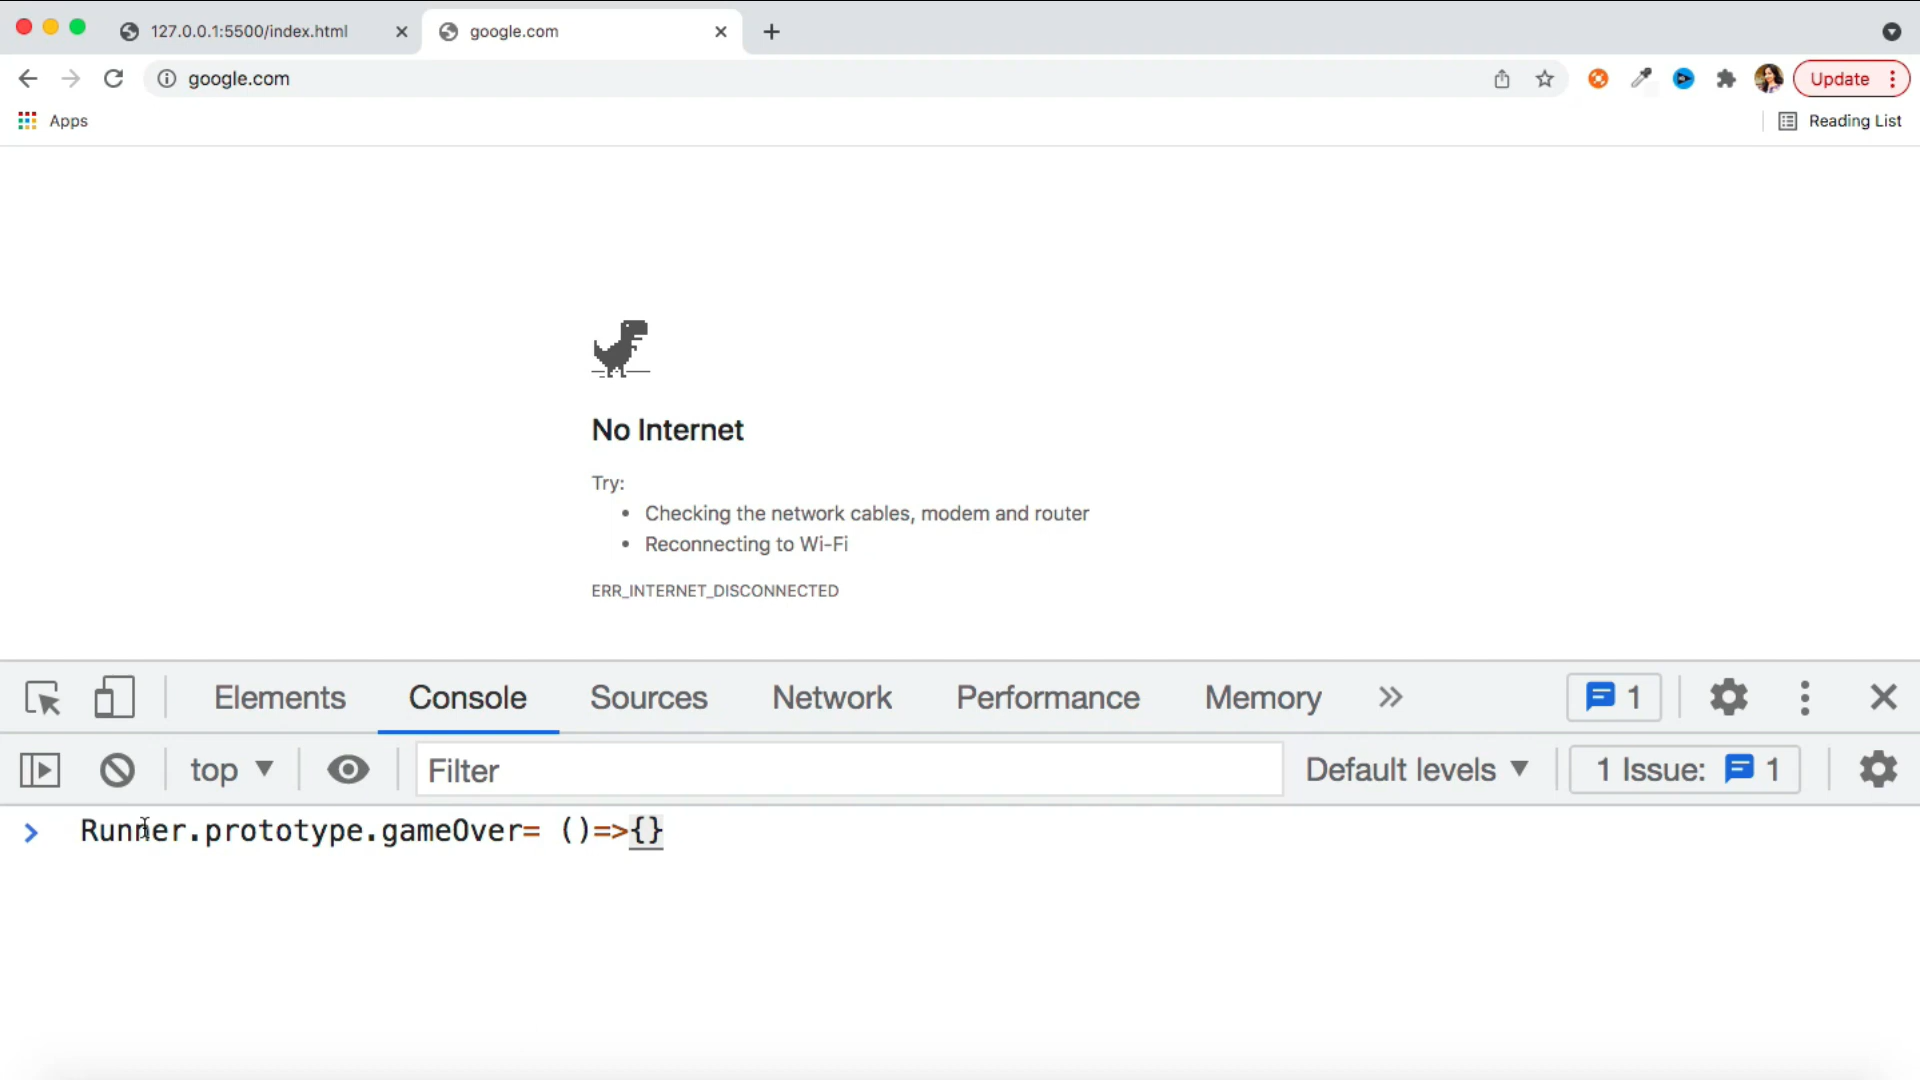 127.0.0.1:5500/index.html
google.com
google.com
Update
Apps
Reading List
No Internet
Try:
• Checking the network cables, modem and router
• Reconnecting to Wi-Fi
ERR_INTERNET_DISCONNECTED
Elements Console Sources Network Performance Memory » 1
top Filter Default levels 1 Issue: 1
> Runner.prototype.gameOver= ()=>{}